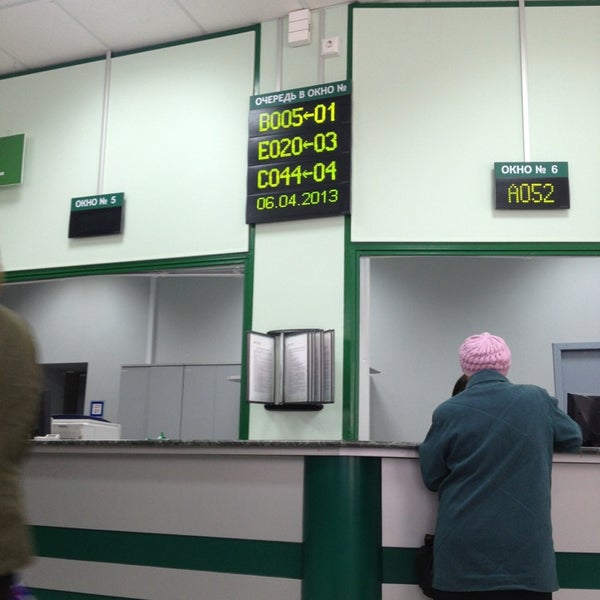 ОЧЕРЕДЬ В ОКНО №
B005←01
E020←03
C044←04
06.04.2013
ОКНО № 5
ОКНО № 6
A052